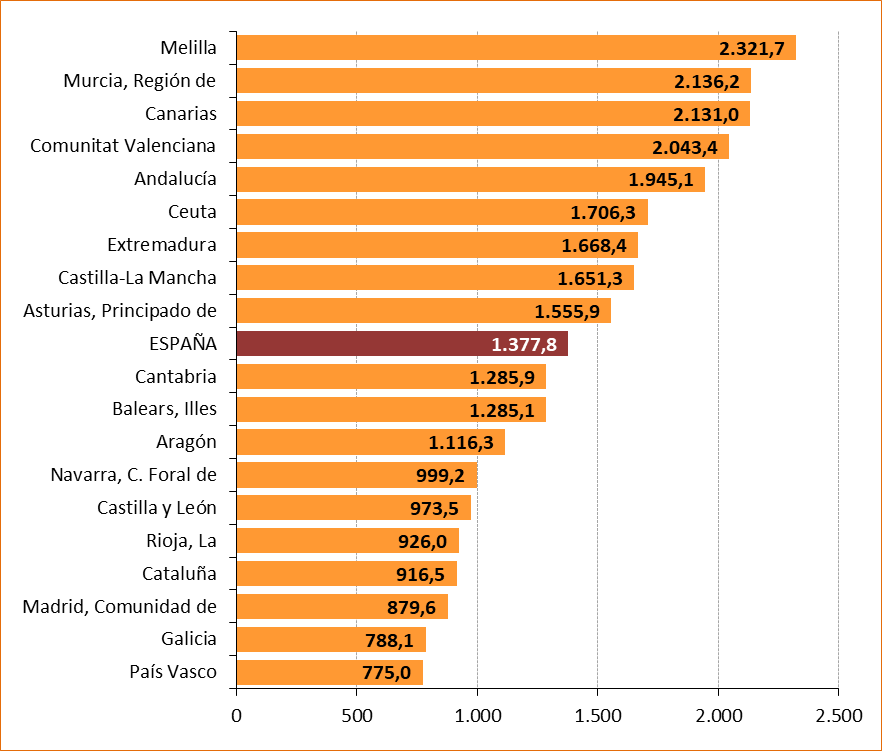 Melilla 2.321,7
Murcia, Región de 2.136,2
Canarias 2.131,0
Comunitat Valenciana 2.043,4
Andalucía 1.945,1
Ceuta 1.706,3
Extremadura 1.668,4
Castilla-La Mancha 1.651,3
Asturias, Principado de 1.555,9
ESPAÑA 1.377,8
Cantabria 1.285,9
Balears, Illes 1.285,1
Aragón 1.116,3
Navarra, C. Foral de 999,2
Castilla y León 973,5
Rioja, La 926,0
Cataluña 916,5
Madrid, Comunidad de 879,6
Galicia 788,1
País Vasco 775,0
0 500 1.000 1.500 2.000 2.500